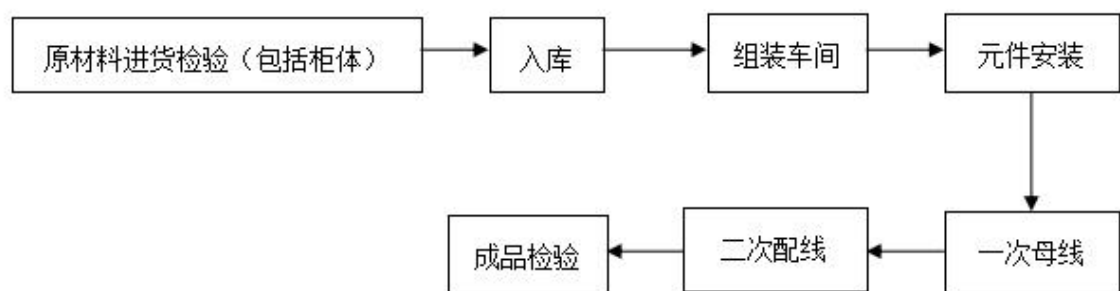 原材料进货检验（包括柜体）
入库
组装车间
元件安装
一次母线
二次配线
成品检验